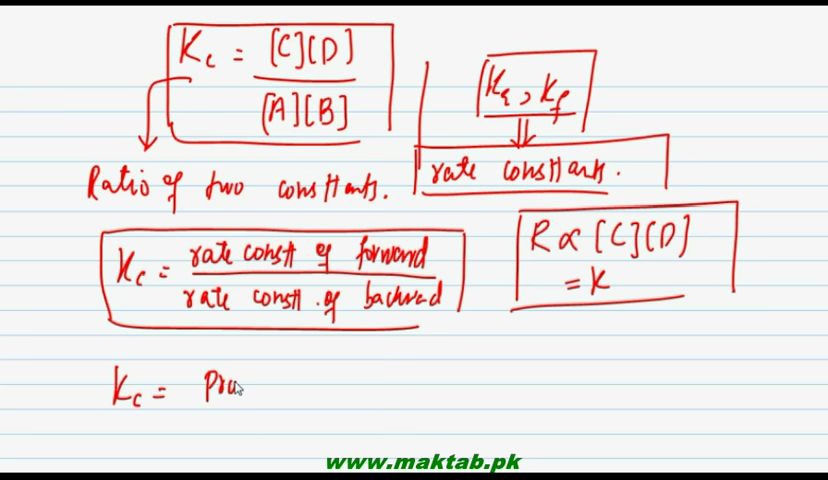 Kc = [C][D]
[A][B]
Kr, Kf
rate constants.
Ratio of two constants.
R ∝ [C][D]
= K
Kc = rate const of forward
rate const. of backward
Kc = Pro
www.maktab.pk